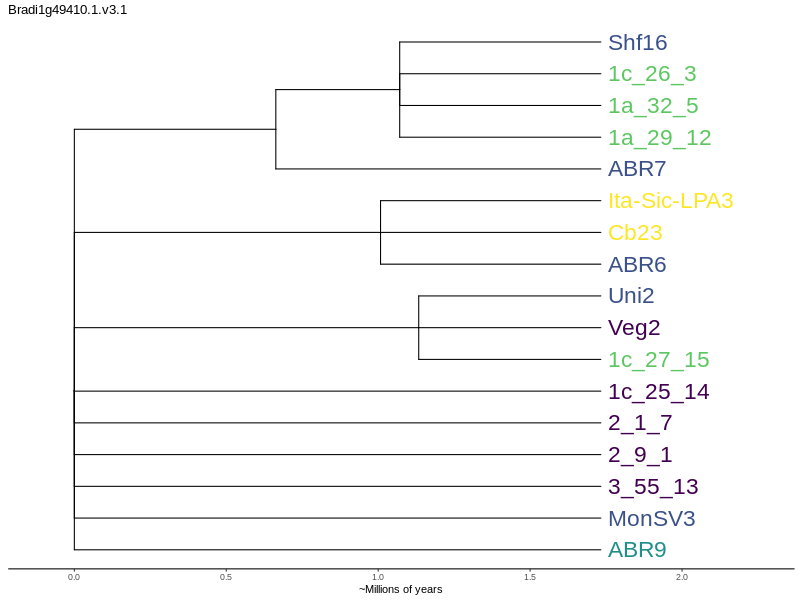 Bradi1g49410.1.v3.1
Shf16
1c_26_3
1a_32_5
1a_29_12
ABR7
Ita-Sic-LPA3
Cb23
ABR6
Uni2
Veg2
1c_27_15
1c_25_14
2_1_7
2_9_1
3_55_13
MonSV3
ABR9
0.0 0.5 1.0 1.5 2.0
~Millions of years